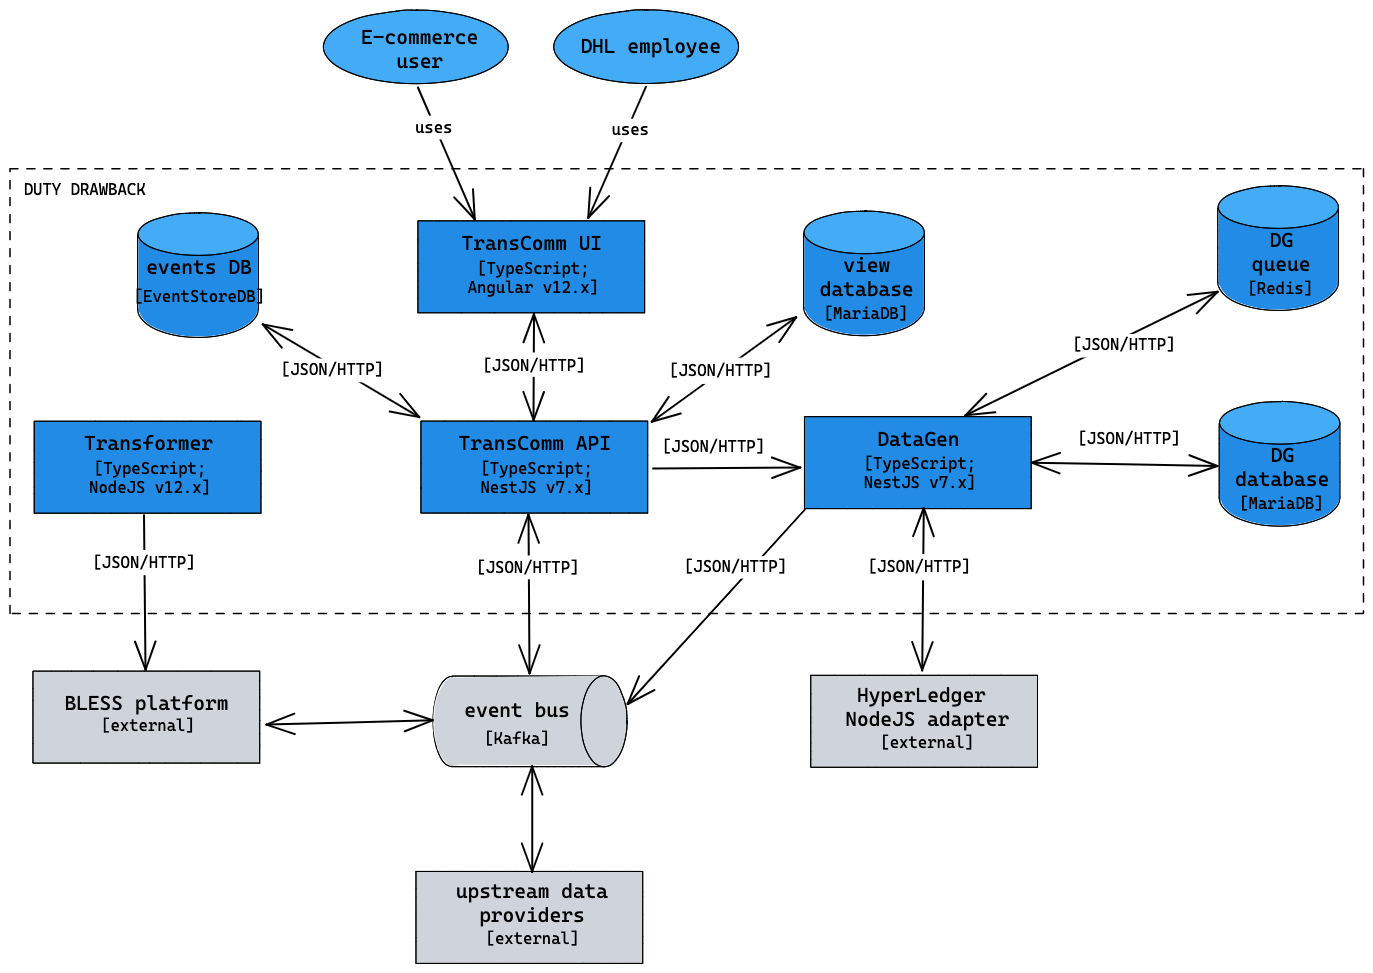 E-commerce
user
DHL employee
uses
uses
DUTY DRAWBACK
events DB
[EventStoreDB]
TransComm UI
[TypeScript;
Angular v12.x]
view
database
[MariaDB]
DG
queue
[Redis]
[JSON/HTTP]
[JSON/HTTP]
[JSON/HTTP]
[JSON/HTTP]
Transformer
[TypeScript;
NodeJS v12.x]
TransComm API
[TypeScript;
NestJS v7.x]
[JSON/HTTP]
DataGen
[TypeScript;
NestJS v7.x]
[JSON/HTTP]
DG
database
[MariaDB]
[JSON/HTTP]
[JSON/HTTP]
[JSON/HTTP]
[JSON/HTTP]
BLESS platform
[external]
event bus
[Kafka]
HyperLedger
NodeJS adapter
[external]
upstream data
providers
[external]